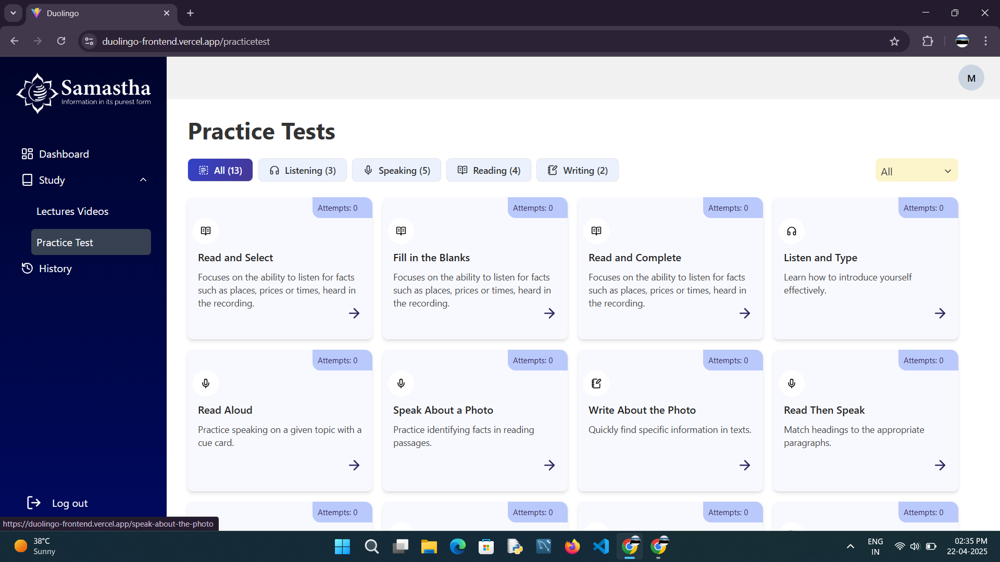 Duolingo
duolingo-frontend.vercel.app/practicetest
Samastha
Information in its purest form
M
Dashboard
Study
Lectures Videos
Practice Test
History
Log out
Practice Tests
All (13)
Listening (3)
Speaking (5)
Reading (4)
Writing (2)
All
Attempts: 0
Read and Select
Focuses on the ability to listen for facts
such as places, prices or times, heard in
the recording.
Attempts: 0
Fill in the Blanks
Focuses on the ability to listen for facts
such as places, prices or times, heard in
the recording.
Attempts: 0
Read and Complete
Focuses on the ability to listen for facts
such as places, prices or times, heard in
the recording.
Attempts: 0
Listen and Type
Learn how to introduce yourself
effectively.
Attempts: 0
Read Aloud
Practice speaking on a given topic with a
cue card.
Attempts: 0
Speak About a Photo
Practice identifying facts in reading
passages.
Attempts: 0
Write About the Photo
Quickly find specific information in texts.
Attempts: 0
Read Then Speak
Match headings to the appropriate
paragraphs.
Attempts: 0
Attempts: 0
Attempts: 0
Attempts: 0
https://duolingo-frontend.vercel.app/speak-about-the-photo
38°C
Sunny
ENG
IN
02:35 PM
22-04-2025